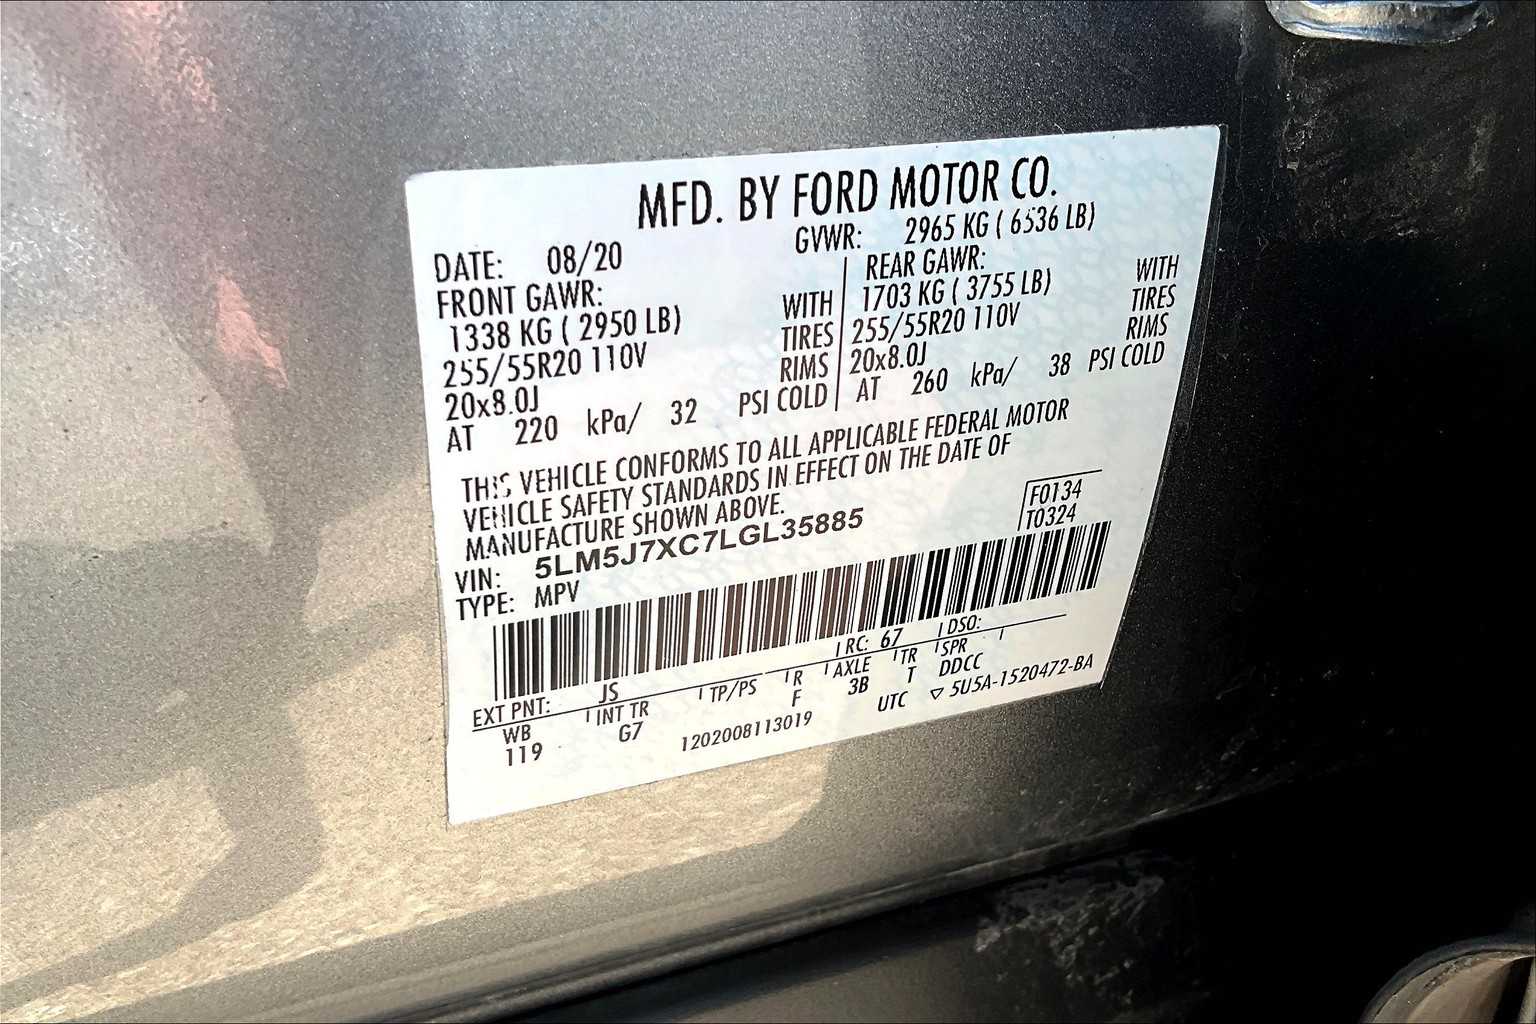 MFD. BY FORD MOTOR CO.
DATE: 08/20 GVWR: 2965 KG ( 6536 LB)
FRONT GAWR: REAR GAWR:
1338 KG ( 2950 LB) WITH 1703 KG ( 3755 LB) WITH
255/55R20 110V TIRES 255/55R20 110V TIRES
20x8.0J RIMS 20x8.0J RIMS
AT 220 kPa/ 32 PSI COLD AT 260 kPa/ 38 PSI COLD
THIS VEHICLE CONFORMS TO ALL APPLICABLE FEDERAL MOTOR
VEHICLE SAFETY STANDARDS IN EFFECT ON THE DATE OF
MANUFACTURE SHOWN ABOVE.
F0134
T0324
VIN: 5LM5J7XC7LGL35885
TYPE: MPV
EXT PNT: JS RC: 67 DSO:
WB INT TR TP/PS R AXLE TR SPR
119 G7 F 3B T DDCC
1202008113019 UTC ▽ 5U5A-1520472-BA